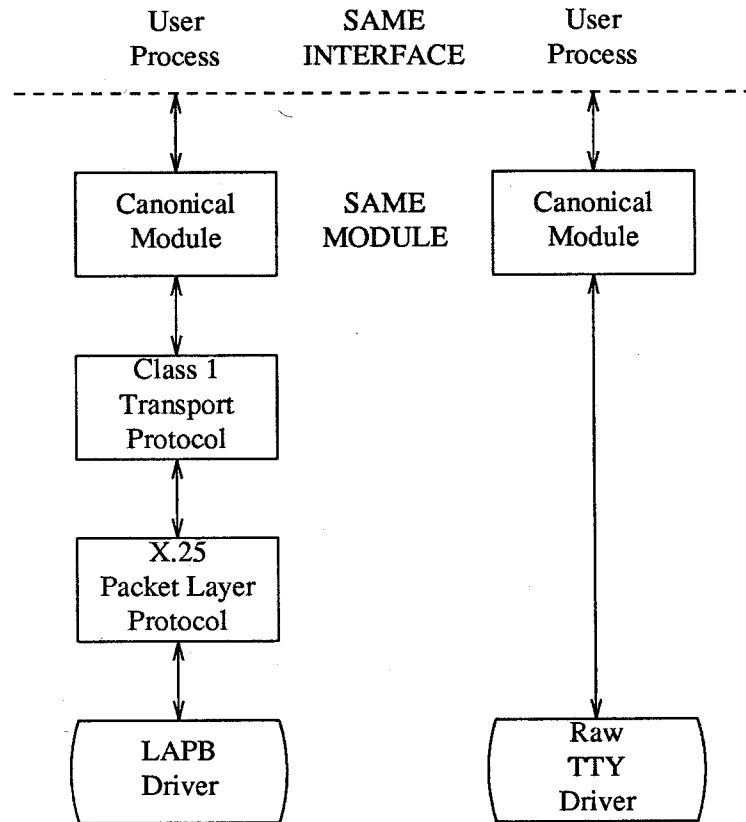 User
Process
SAME
INTERFACE
User
Process
Canonical
Module
SAME
MODULE
Canonical
Module
Class 1
Transport
Protocol
X.25
Packet Layer
Protocol
LAPB
Driver
Raw
TTY
Driver